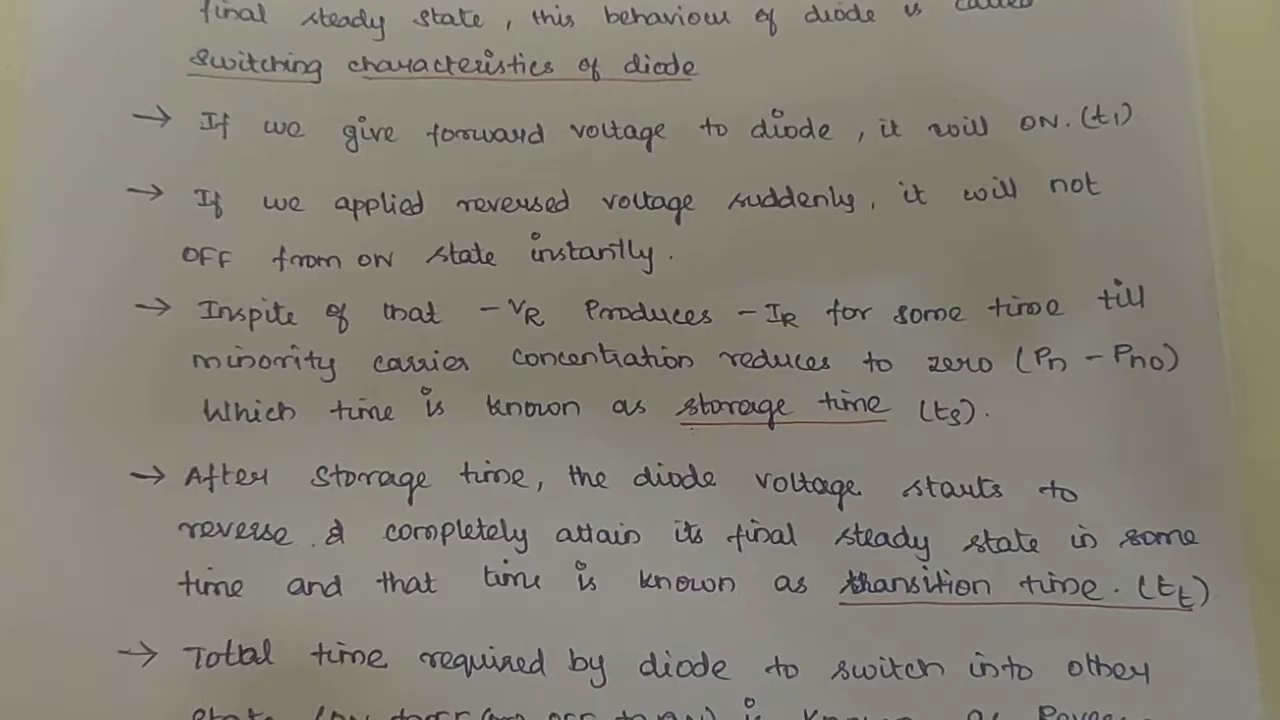 final steady state, this behaviour of diode is called
switching characteristics of diode
→ If we give forward voltage to diode, it will ON. (t1)
→ If we applied reversed voltage suddenly, it will not
OFF from ON state instantly.
→ Inspite of that -VR Produces -IR for some time till
minority carrier concentration reduces to zero (Pn - Pno)
Which time is known as storage time (ts).
→ After storage time, the diode voltage starts to
reverse & completely attain its final steady state in some
time and that time is known as transition time. (tt)
→ Total time required by diode to switch into other
is known as